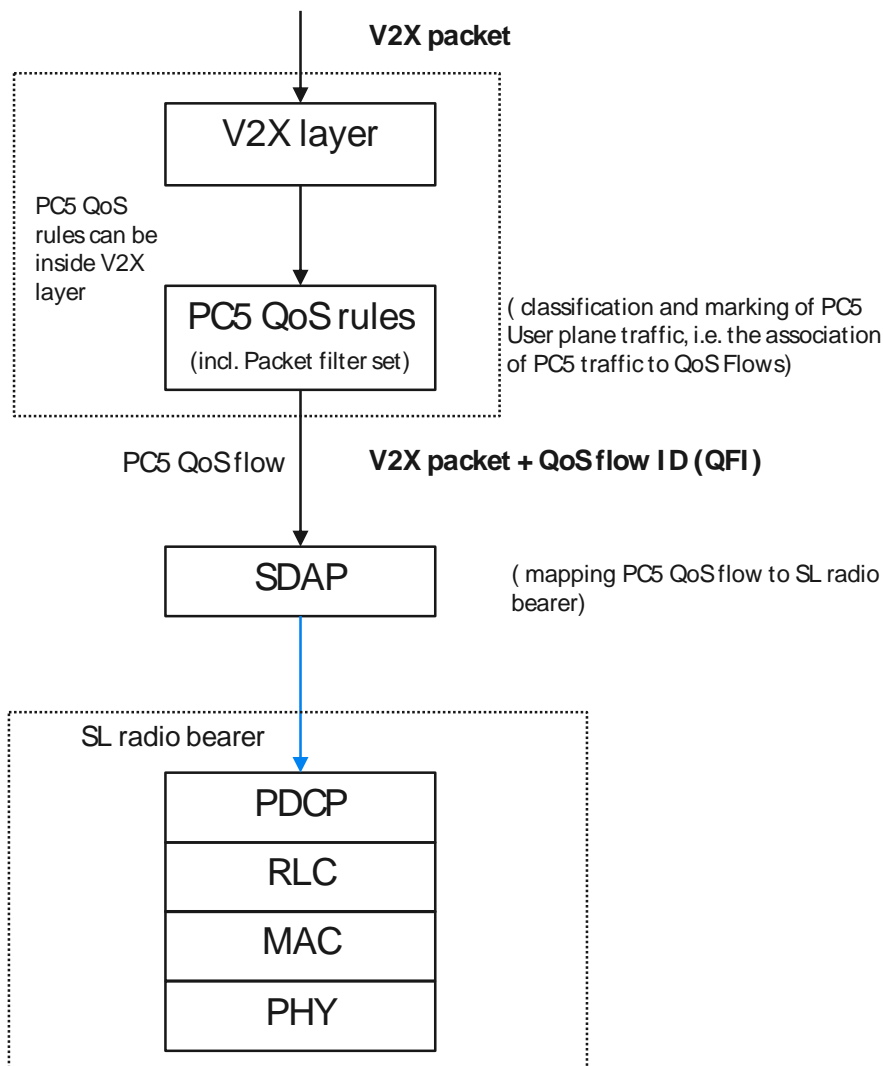 V2X packet
V2X layer
PC5 QoS
rules can be
inside V2X
layer
PC5 QoS rules
(incl. Packet filter set)
( classification and marking of PC5
User plane traffic, i.e. the association
of PC5 traffic to QoS Flows)
PC5 QoS flow
V2X packet + QoS flow ID (QFI)
SDAP
( mapping PC5 QoS flow to SL radio
bearer)
SL radio bearer
PDCP
RLC
MAC
PHY